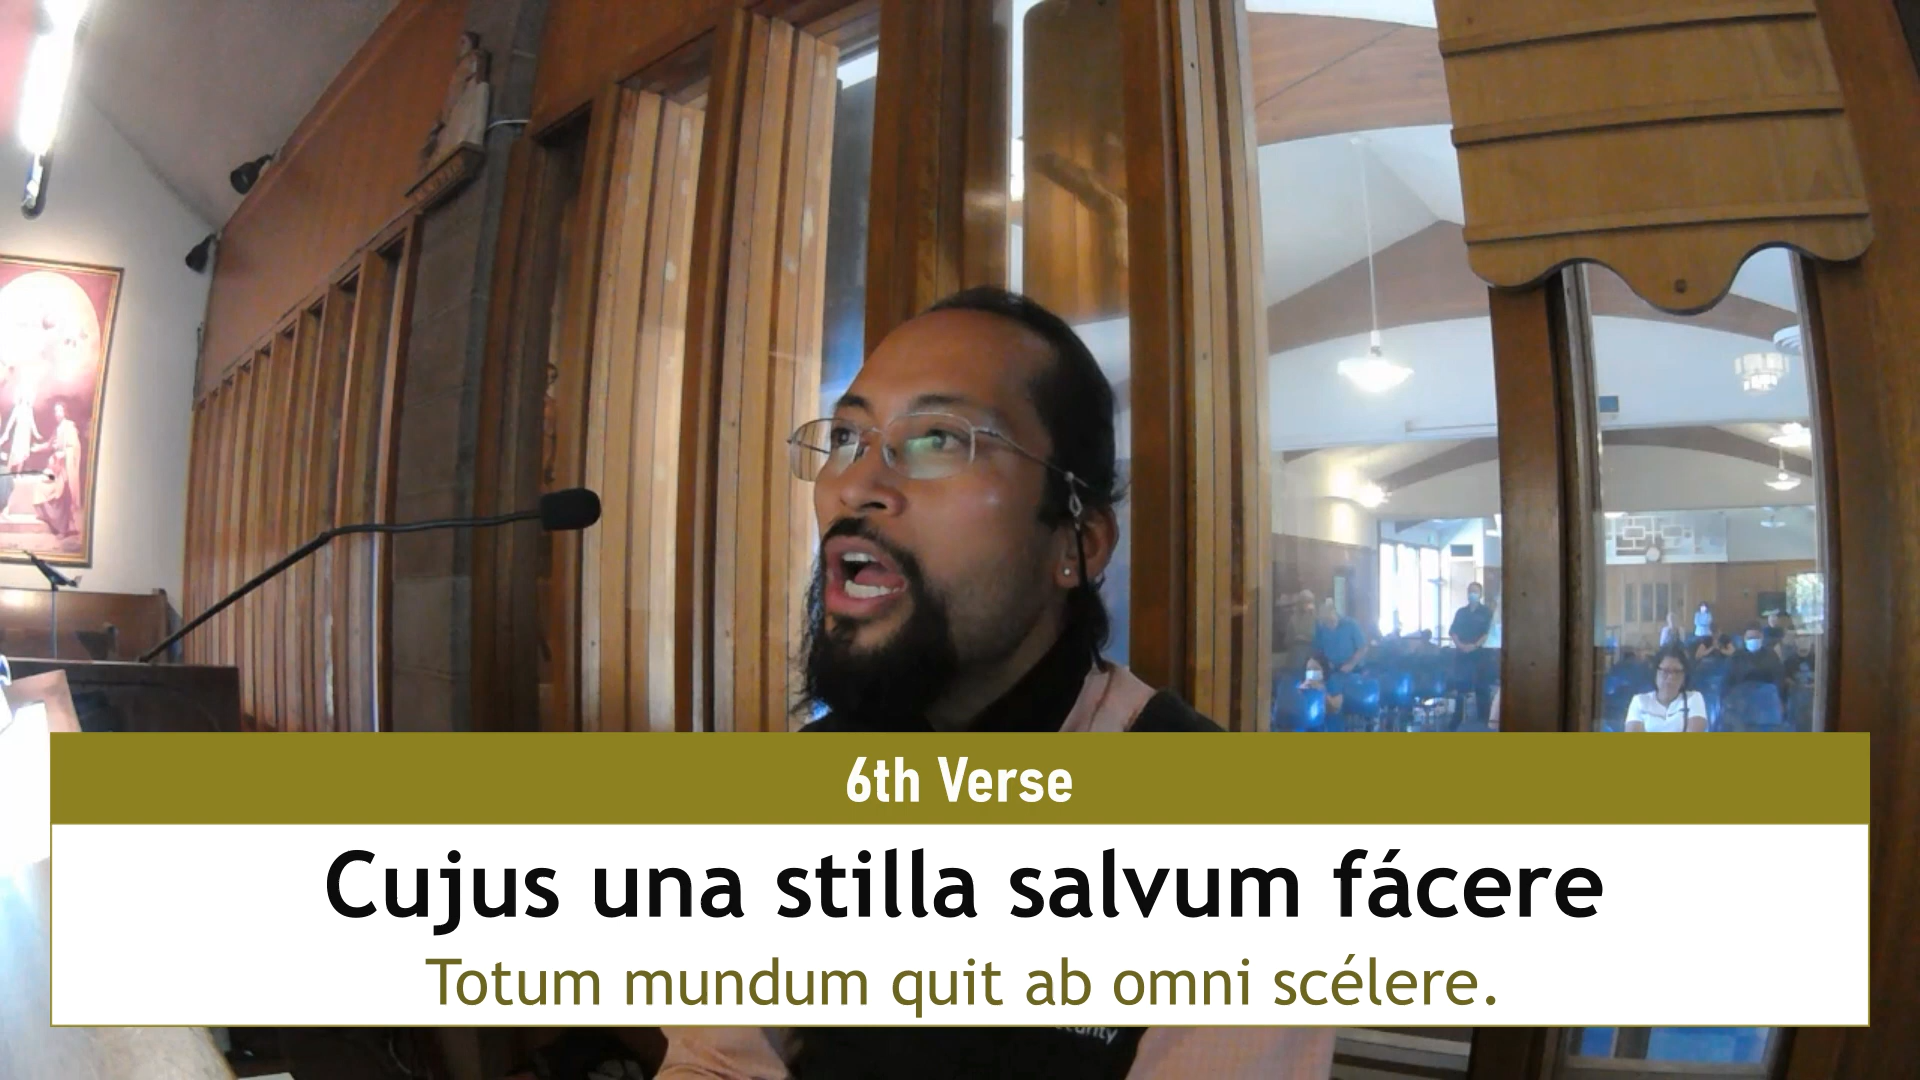 6th Verse
Cujus una stilla salvum fácere
Totum mundum quit ab omni scélere.